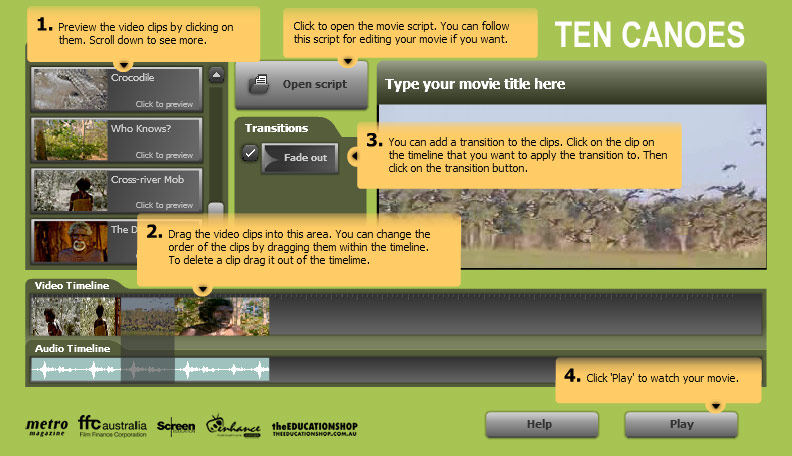 1. Preview the video clips by clicking on
them. Scroll down to see more.
Click to open the movie script. You can follow
this script for editing your movie if you want.
TEN CANOES
Crocodile
Click to preview
Who Knows?
Click to preview
Cross-river Mob
Click to preview
The D
Open script
Transitions
Fade out
Type your movie title here
3. You can add a transition to the clips. Click on the clip on
the timeline that you want to apply the transition to. Then
click on the transition button.
2. Drag the video clips into this area. You can change the
order of the clips by dragging them within the timeline.
To delete a clip drag it out of the timelime.
Video Timeline
Audio Timeline
4. Click 'Play' to watch your movie.
metro
magazine
ffc australia
Film Finance Corporation
Screen
EDUCATION
enhance
theEDUCATIONSHOP
THEEDUCATIONSHOP.COM.AU
Help
Play